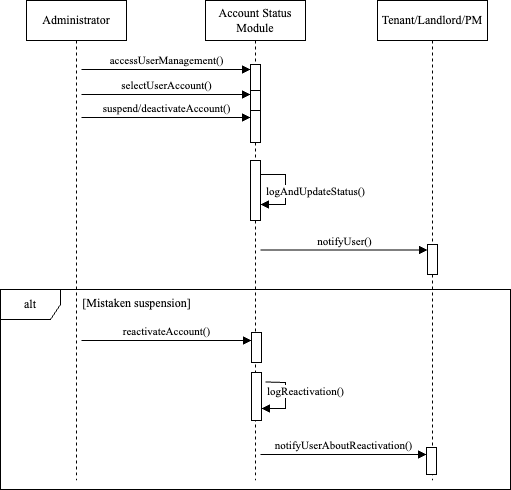 Administrator
Account Status
Module
Tenant/Landlord/PM
accessUserManagement()
selectUserAccount()
suspend/deactivateAccount()
logAndUpdateStatus()
notifyUser()
alt
[Mistaken suspension]
reactivateAccount()
logReactivation()
notifyUserAboutReactivation()